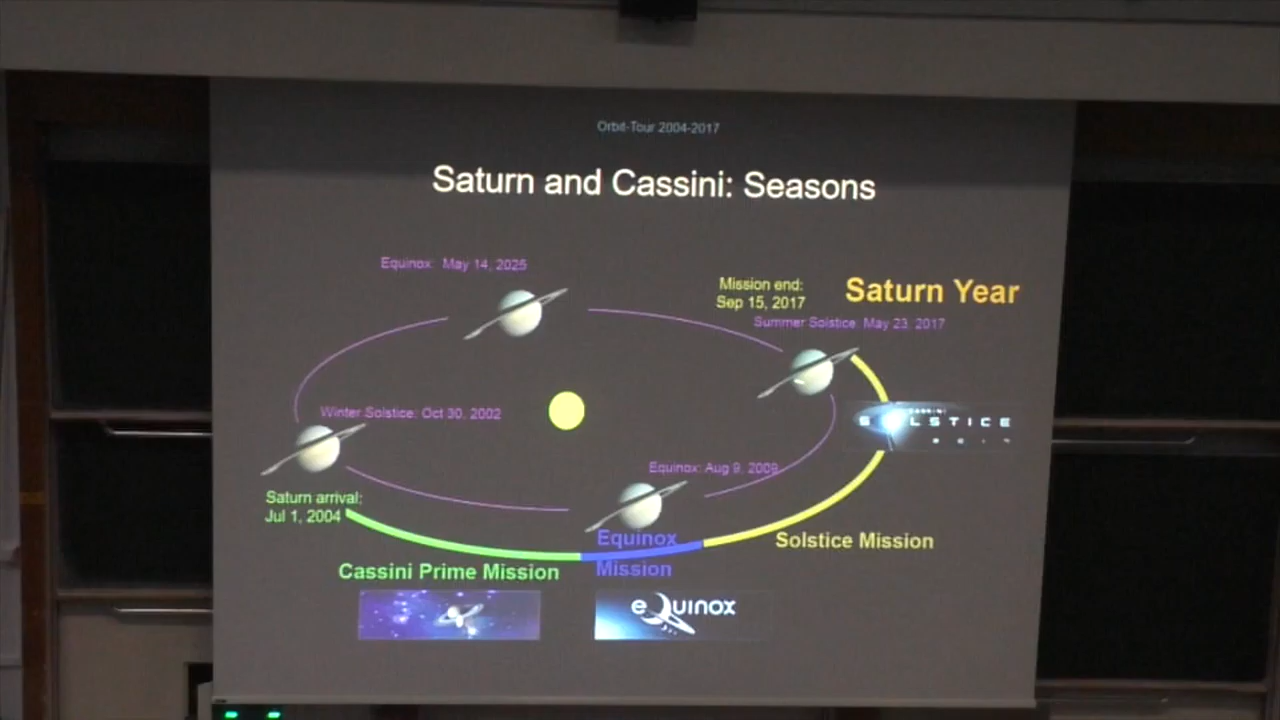 Orbit-Tour 2004-2017
Saturn and Cassini: Seasons
Equinox: May 14, 2025
Mission end:
Sep 15, 2017
Saturn Year
Summer Solstice: May 23, 2017
Winter Solstice: Oct 30, 2002
CASSINI
SOLSTICE
Equinox: Aug 9, 2009
Saturn arrival:
Jul 1, 2004
Equinox
Mission
Solstice Mission
Cassini Prime Mission
eQUINOX